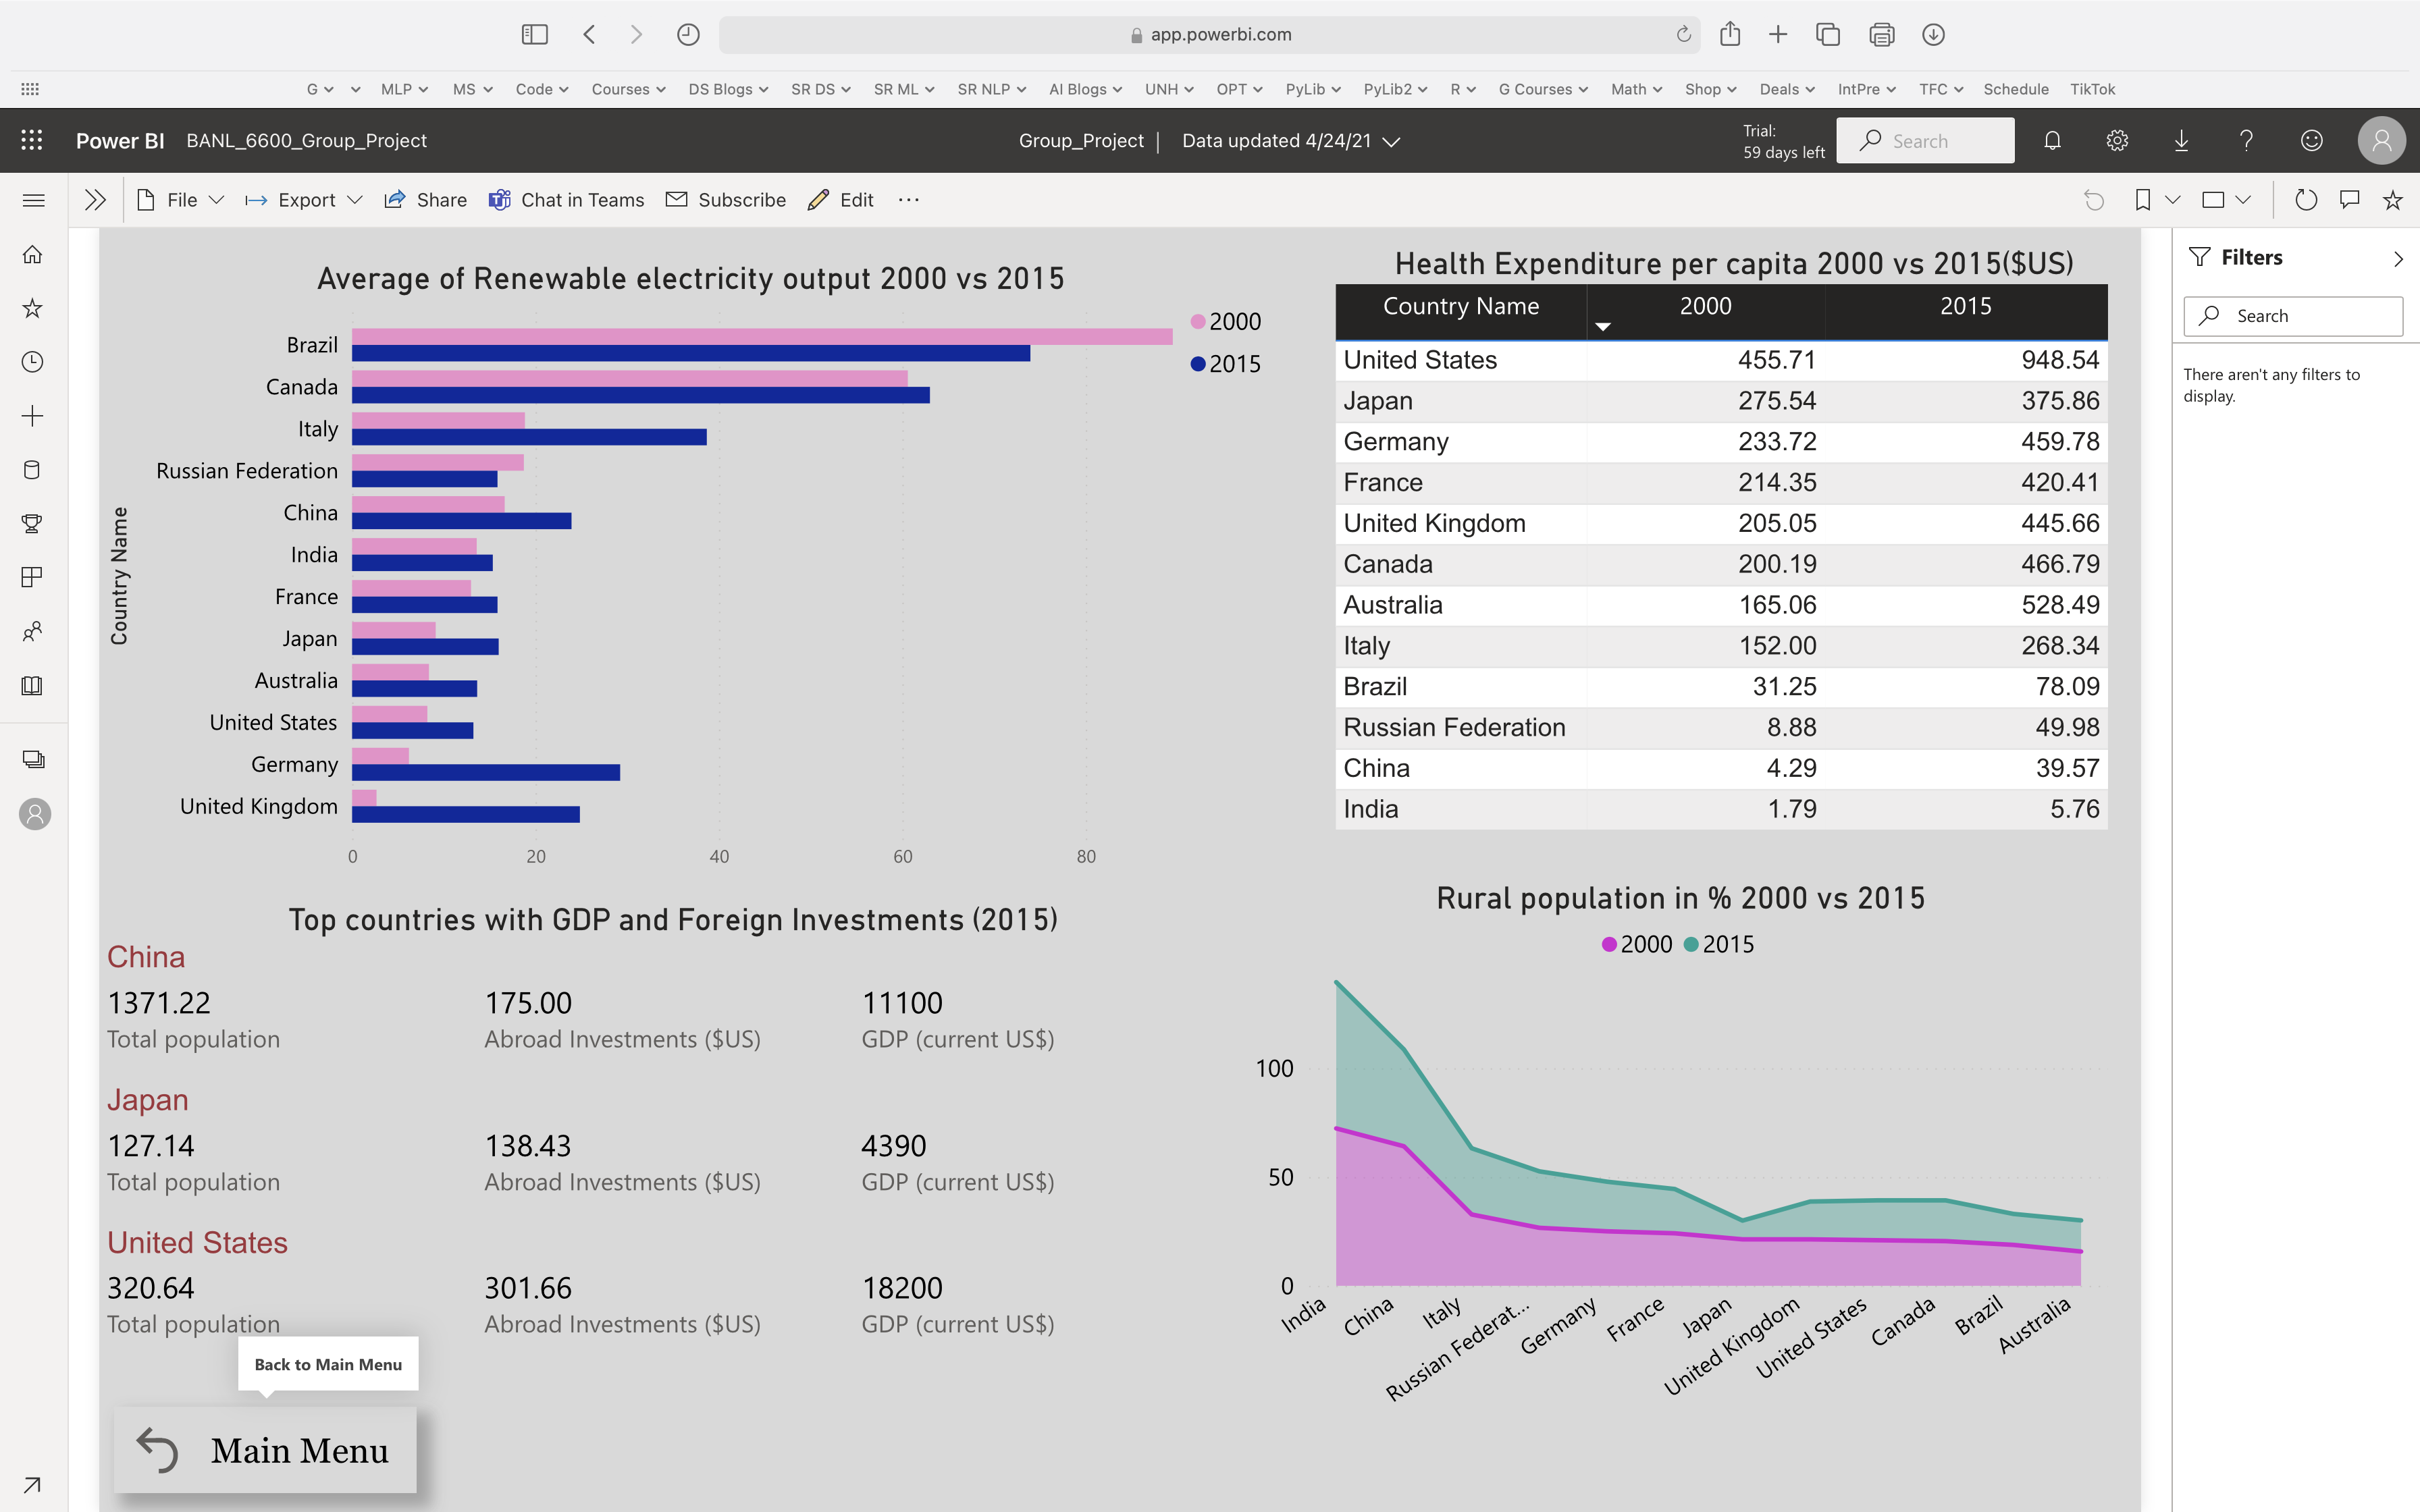 app.powerbi.com
G MLP MS Code Courses DS Blogs SR DS SR ML SR NLP AI Blogs UNH OPT PyLib PyLib2 R G Courses Math Shop Deals IntPre TFC Schedule TikTok
Power BI BANL_6600_Group_Project Group_Project | Data updated 4/24/21
Trial:
59 days left
Search
File Export Share Chat in Teams Subscribe Edit ...
Average of Renewable electricity output 2000 vs 2015
2000
2015
Country Name
Brazil
Canada
Italy
Russian Federation
China
India
France
Japan
Australia
United States
Germany
United Kingdom
0 20 40 60 80
Health Expenditure per capita 2000 vs 2015($US)
Country Name 2000 2015
United States 455.71 948.54
Japan 275.54 375.86
Germany 233.72 459.78
France 214.35 420.41
United Kingdom 205.05 445.66
Canada 200.19 466.79
Australia 165.06 528.49
Italy 152.00 268.34
Brazil 31.25 78.09
Russian Federation 8.88 49.98
China 4.29 39.57
India 1.79 5.76
Filters
Search
There aren't any filters to
display.
Top countries with GDP and Foreign Investments (2015)
China
1371.22 175.00 11100
Total population Abroad Investments ($US) GDP (current US$)
Japan
127.14 138.43 4390
Total population Abroad Investments ($US) GDP (current US$)
United States
320.64 301.66 18200
Total population Abroad Investments ($US) GDP (current US$)
Back to Main Menu
Main Menu
Rural population in % 2000 vs 2015
2000 2015
100
50
0
India China Italy Russian Federat... Germany France Japan United Kingdom United States Canada Brazil Australia